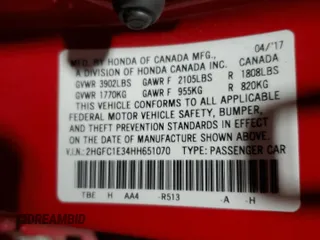 MFD. BY HONDA OF CANADA MFG., 04/'17
A DIVISION OF HONDA CANADA INC. CANADA
GVWR 3902LBS GAWR F 2105LBS R 1808LBS
GVWR 1770KG GAWR F 955KG R 820KG
THIS VEHICLE CONFORMS TO ALL APPLICABLE
FEDERAL MOTOR VEHICLE SAFETY, BUMPER,
AND THEFT PREVENTION STANDARDS IN EFFECT
ON THE DATE OF MANUFACTURE SHOWN ABOVE.
V.I.N.: 2HGFC1E34HH651070 TYPE: PASSENGER CAR
TBE H AA4 -R513 -A -H
IDREAMBID